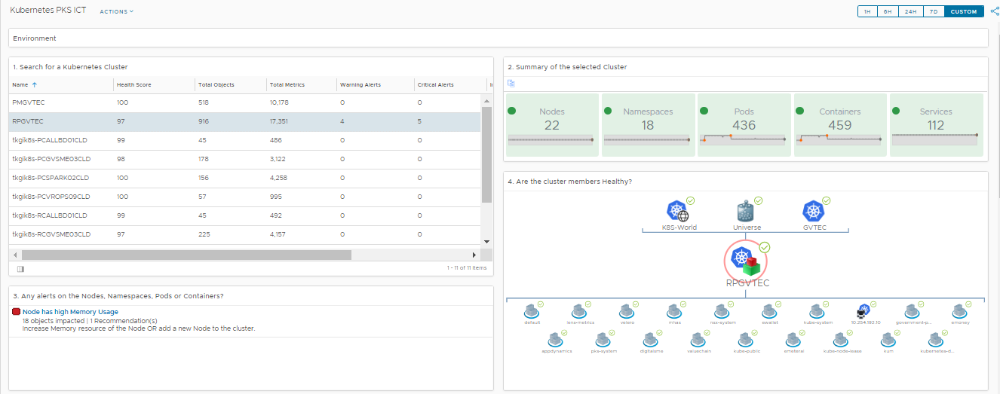 Kubernetes PKS ICT
ACTIONS
1H 6H 24H 7D CUSTOM
Environment
1. Search for a Kubernetes Cluster
Name Health Score Total Objects Total Metrics Warning Alerts Critical Alerts
PMGVTEC 100 518 10,178 0 0
RPGVTEC 97 916 17,351 4 5
tkgik8s-PCALLBD01CLD 99 45 486 0 0
tkgik8s-PCGVSME03CLD 98 178 3,122 0 0
tkgik8s-PCSPARK02CLD 100 156 4,258 0 0
tkgik8s-PCVROPS09CLD 100 57 995 0 0
tkgik8s-RCALLBD01CLD 99 45 492 0 0
tkgik8s-RCGVSME03CLD 97 225 4,157 0 0
1 - 11 of 11 items
2. Summary of the selected Cluster
Nodes Namespaces Pods Containers Services
22 18 436 459 112
3. Any alerts on the Nodes, Namespaces, Pods or Containers?
Node has high Memory Usage
18 objects impacted | 1 Recommendation(s)
Increase Memory resource of the Node OR add a new Node to the cluster.
4. Are the cluster members Healthy?
K8S-World Universe GVTEC
RPGVTEC
default lens-metrics velero mhas nsx-system ewallet kube-system 10.254.192.10 government-p... emoney
appdynamics pks-system digitalsme valuechain kube-public emeterai kube-node-lease kum kubernetes-d...